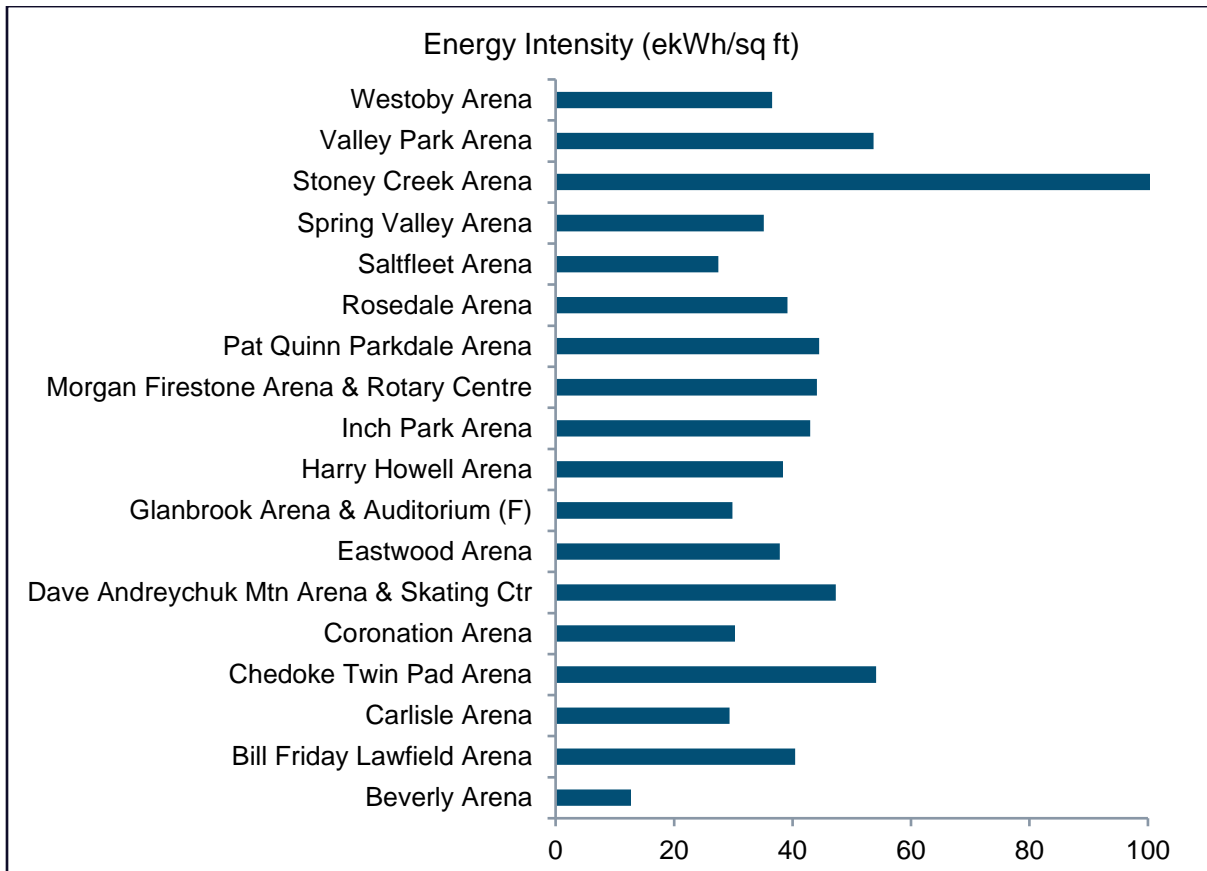 Energy Intensity (ekWh/sq ft)
Westoby Arena
Valley Park Arena
Stoney Creek Arena
Spring Valley Arena
Saltfleet Arena
Rosedale Arena
Pat Quinn Parkdale Arena
Morgan Firestone Arena & Rotary Centre
Inch Park Arena
Harry Howell Arena
Glanbrook Arena & Auditorium (F)
Eastwood Arena
Dave Andreychuk Mtn Arena & Skating Ctr
Coronation Arena
Chedoke Twin Pad Arena
Carlisle Arena
Bill Friday Lawfield Arena
Beverly Arena
0 20 40 60 80 100